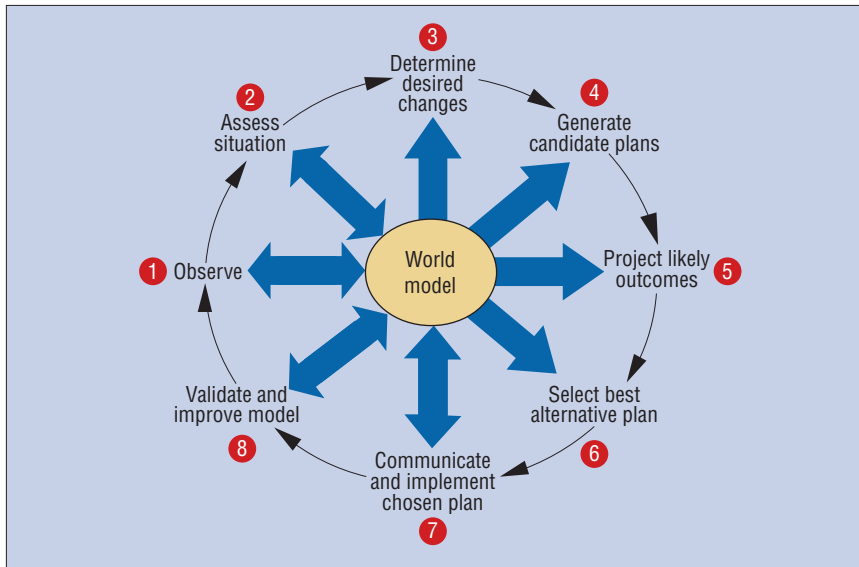 3
Determine
desired
changes
2
Assess
situation
4
Generate
candidate plans
1 Observe
World
model
Project likely
outcomes 5
Validate and
improve model
8
Select best
alternative plan
6
Communicate
and implement
chosen plan
7